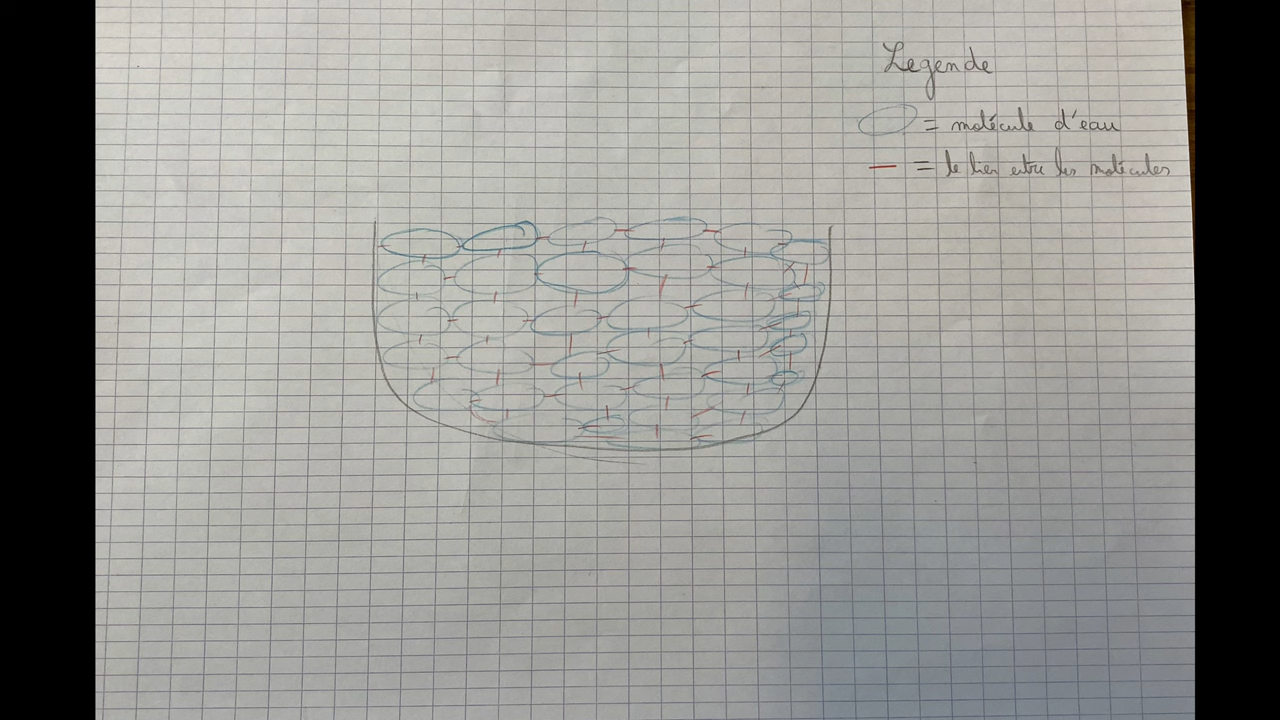 Legende
= molécule d'eau
= le lien entre les molécules